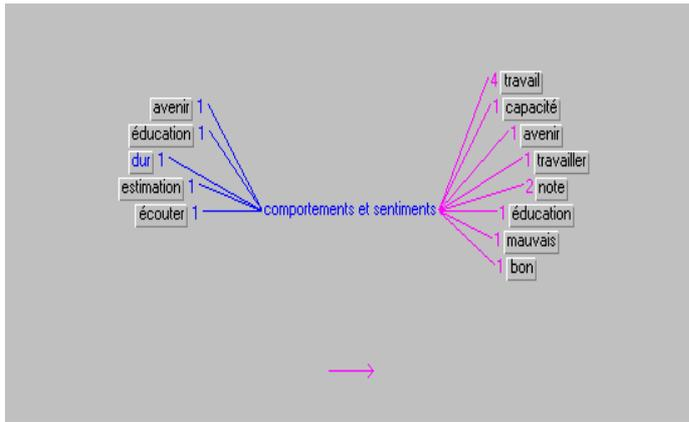 avenir 1
éducation 1
dur 1
estimation 1
écouter 1
comportements et sentiments
4 travail
1 capacité
1 avenir
1 travailler
2 note
1 éducation
1 mauvais
1 bon